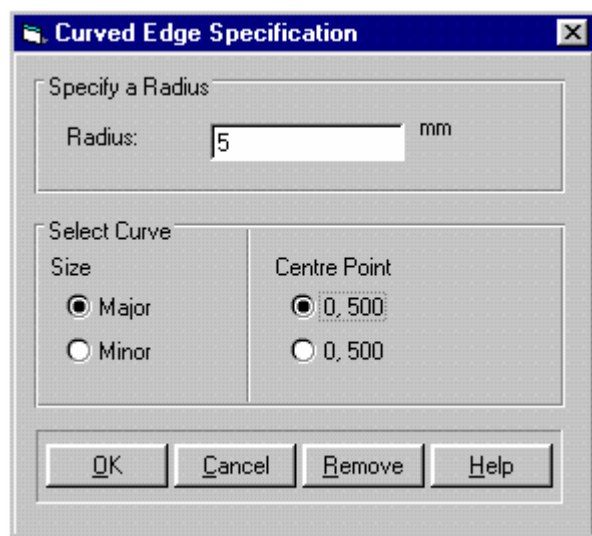 Curved Edge Specification
Specify a Radius
Radius: 5 mm
Select Curve
Size Centre Point
Major 0, 500
Minor 0, 500
OK Cancel Remove Help